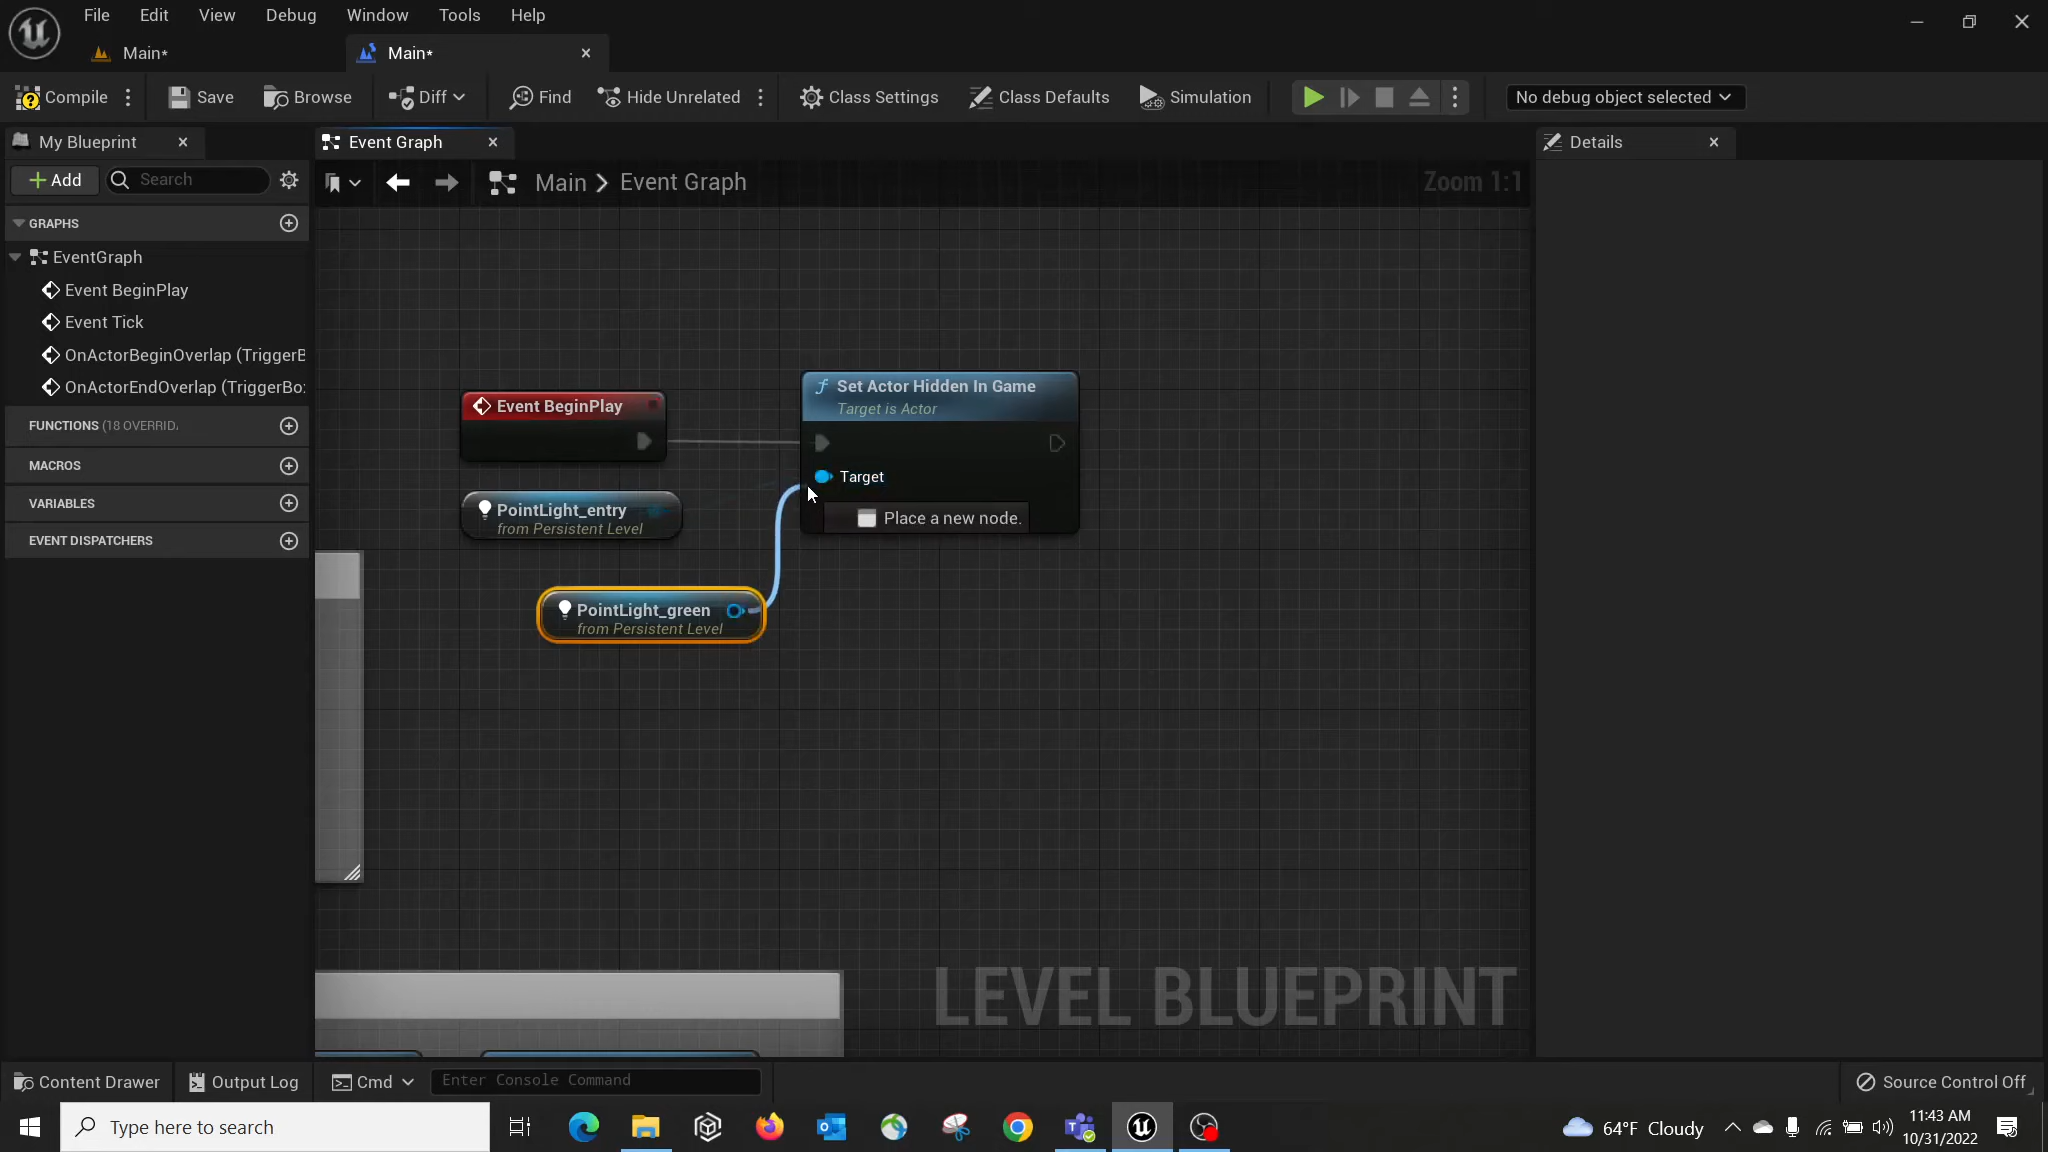 File Edit View Debug Window Tools Help
Main* Main*
Compile Save Browse Diff Find Hide Unrelated Class Settings Class Defaults Simulation No debug object selected
My Blueprint Event Graph Details
Add Search Main > Event Graph Zoom 1:1
GRAPHS
EventGraph
Event BeginPlay
Event Tick
OnActorBeginOverlap (TriggerB
OnActorEndOverlap (TriggerBo
FUNCTIONS (18 OVERRID.
MACROS
VARIABLES
EVENT DISPATCHERS
Event BeginPlay
PointLight_entry
from Persistent Level
PointLight_green
from Persistent Level
f Set Actor Hidden In Game
Target is Actor
Target
Place a new node.
LEVEL BLUEPRINT
Content Drawer Output Log Cmd Enter Console Command Source Control Off
Type here to search 64°F Cloudy 11:43 AM
10/31/2022